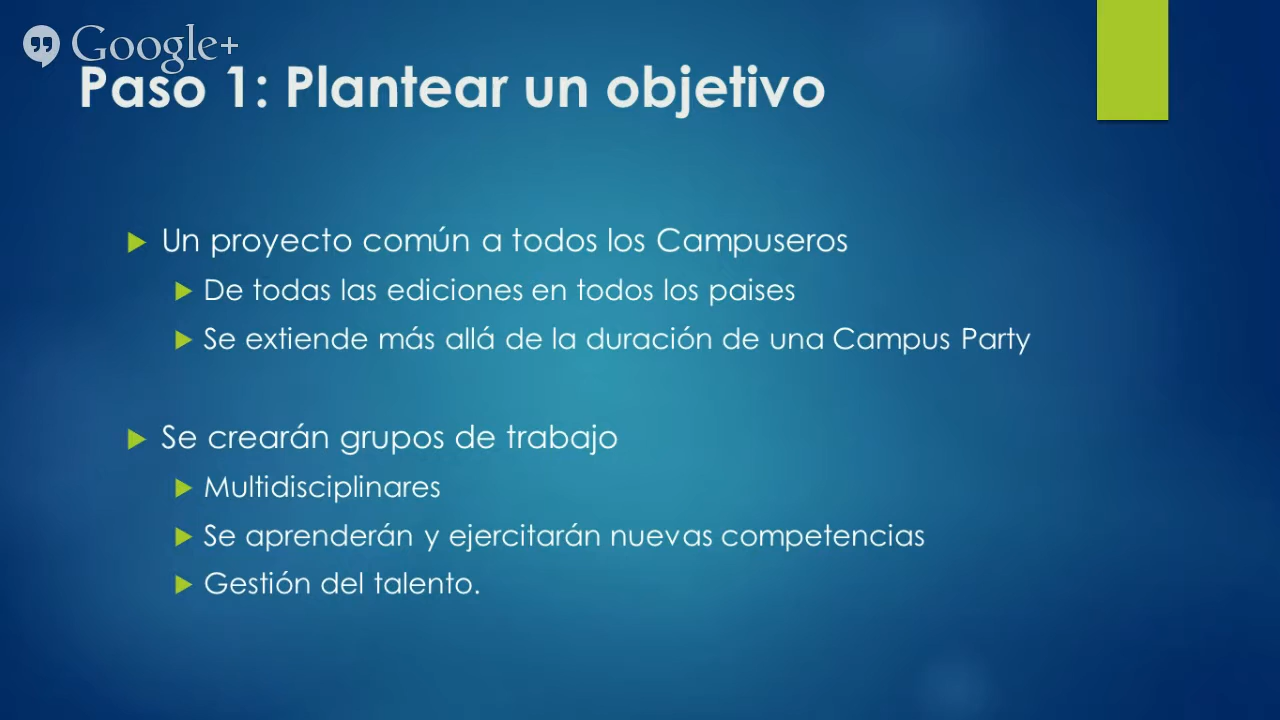 Google+
Paso 1: Plantear un objetivo
Un proyecto común a todos los Campuseros
De todas las ediciones en todos los paises
Se extiende más allá de la duración de una Campus Party
Se crearán grupos de trabajo
Multidisciplinares
Se aprenderán y ejercitarán nuevas competencias
Gestión del talento.